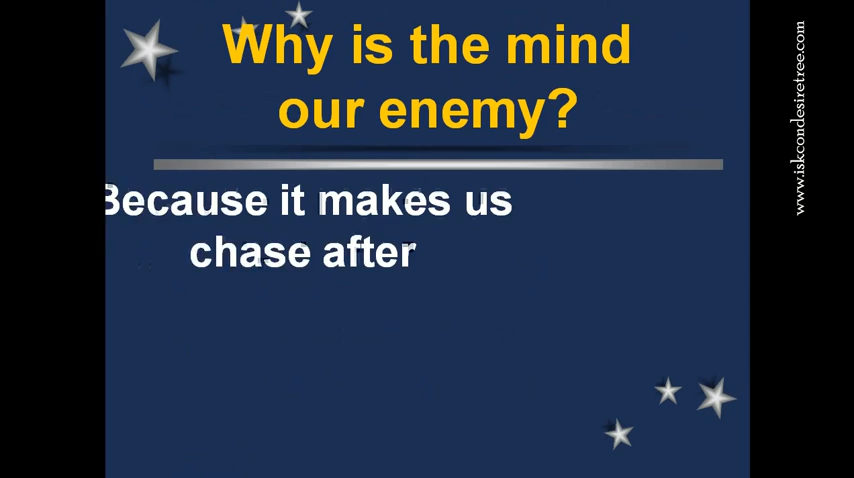 Why is the mind
our enemy?
Because it makes us
chase after
www.iskcondesiretree.com